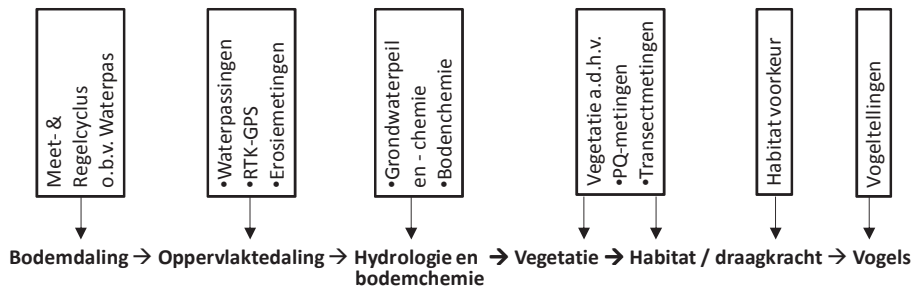 Meet- &
Regelcyclus
o.b.v. Waterpas
•Waterpassingen
•RTK-GPS
•Erosiemetingen
•Grondwaterpeil
en - chemie
•Bodenchemie
Vegetatie a.d.h.v.
•PQ-metingen
•Transectmetingen
Habitat voorkeur
Vogeltellingen
Bodemdaling → Oppervlaktedaling → Hydrologie en → Vegetatie → Habitat / draagkracht → Vogels
bodemchemie